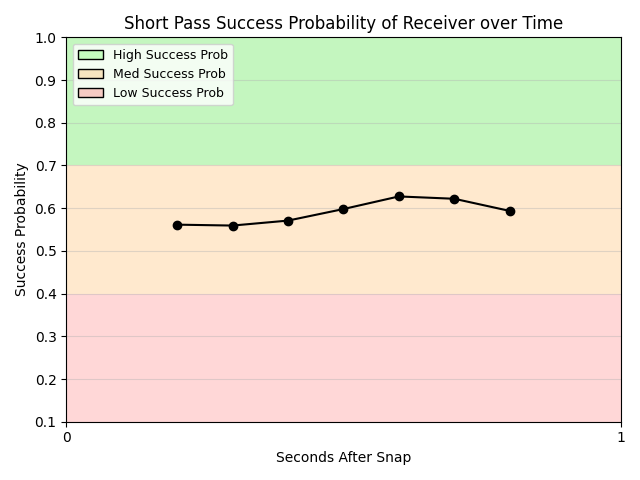 Short Pass Success Probability of Receiver over Time
1.0
High Success Prob
0.9
Med Success Prob
Low Success Prob
0.8
0.7
0.6
0.5
0.4
0.3
0.2
0.1
Success Probability
0 1
Seconds After Snap